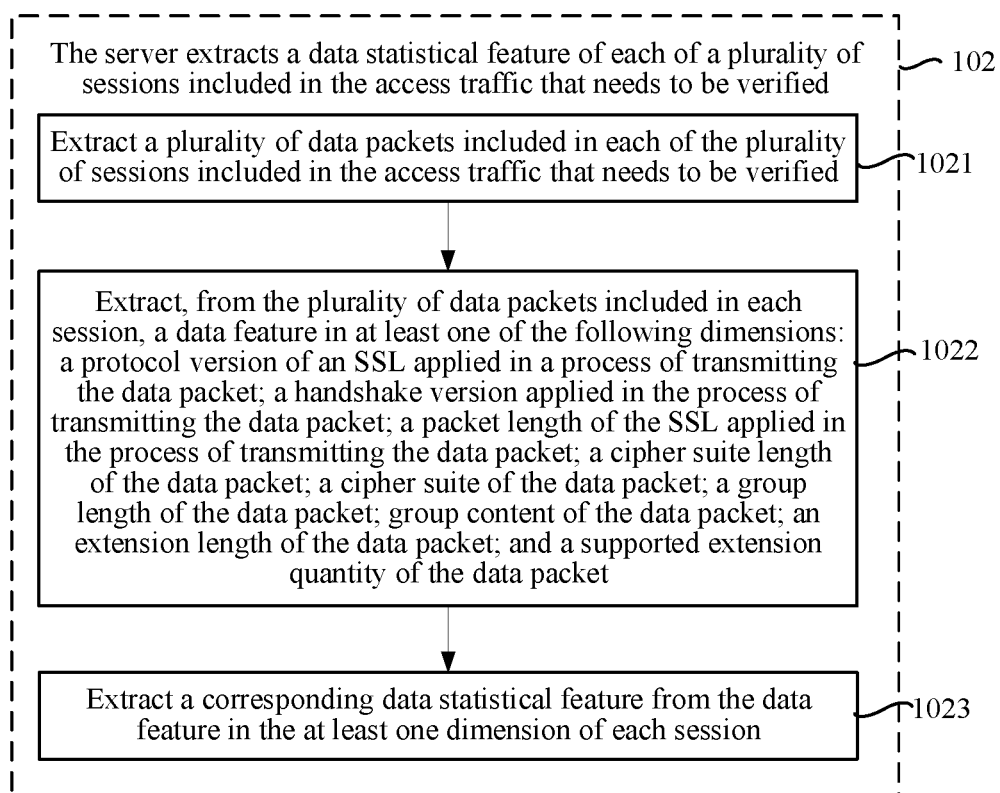 The server extracts a data statistical feature of each of a plurality of
sessions included in the access traffic that needs to be verified
102
Extract a plurality of data packets included in each of the plurality
of sessions included in the access traffic that needs to be verified
1021
Extract, from the plurality of data packets included in each
session, a data feature in at least one of the following dimensions:
a protocol version of an SSL applied in a process of transmitting
the data packet; a handshake version applied in the process of
transmitting the data packet; a packet length of the SSL applied in
the process of transmitting the data packet; a cipher suite length
of the data packet; a cipher suite of the data packet; a group
length of the data packet; group content of the data packet; an
extension length of the data packet; and a supported extension
quantity of the data packet
1022
Extract a corresponding data statistical feature from the data
feature in the at least one dimension of each session
1023